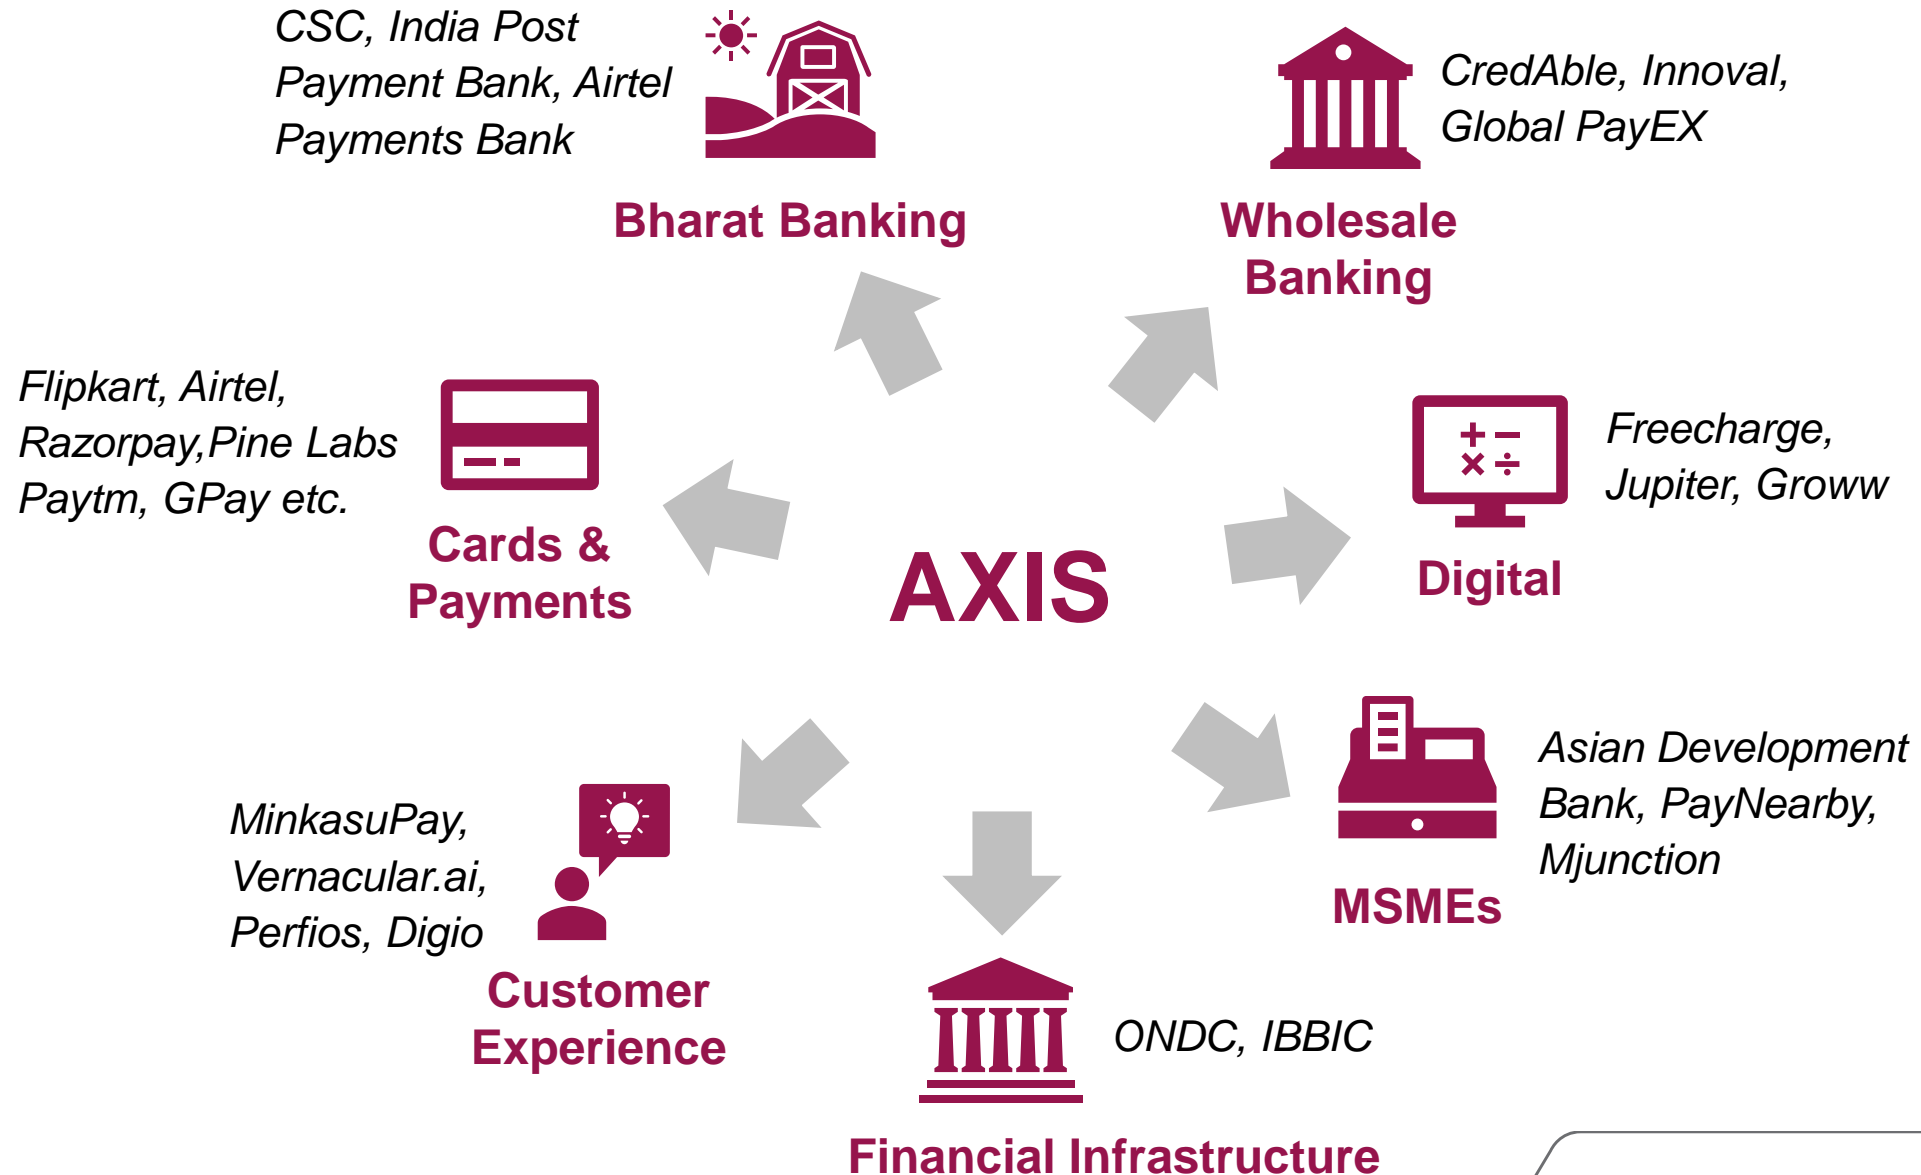 CSC, India Post
Payment Bank, Airtel
Payments Bank
Bharat Banking
CredAble, Innoval,
Global PayEX
Wholesale
Banking
Flipkart, Airtel,
Razorpay,Pine Labs
Paytm, GPay etc.
Cards &
Payments
AXIS
Freecharge,
Jupiter, Groww
Digital
MinkasuPay,
Vernacular.ai,
Perfios, Digio
Customer
Experience
Asian Development
Bank, PayNearby,
Mjunction
MSMEs
ONDC, IBBIC
Financial Infrastructure